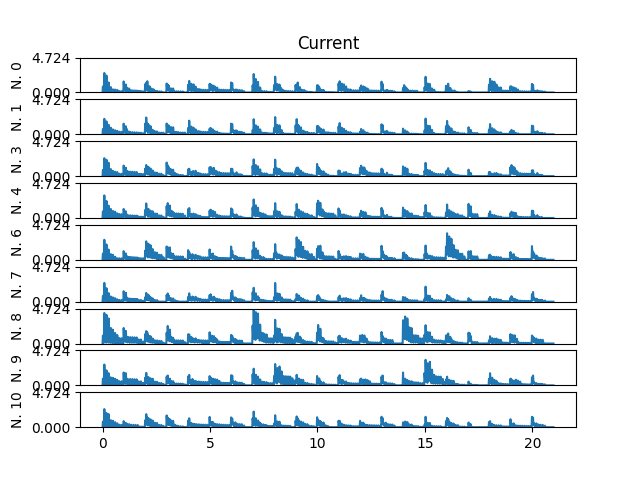 Current
4.724
N. 0
0.000
4.724
N. 1
0.000
4.724
N. 3
0.000
4.724
N. 4
0.000
4.724
N. 6
0.000
4.724
N. 7
0.000
4.724
N. 8
0.000
4.724
N. 9
0.000
4.724
N. 10
0.000
0 5 10 15 20